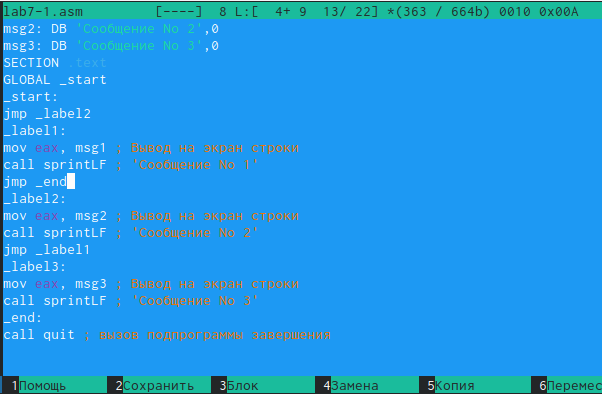 lab7-1.asm [----] 8 L:[ 4+ 9 13/ 22] *(363 / 664b) 0010 0x00A
msg2: DB 'Сообщение No 2',0
msg3: DB 'Сообщение No 3',0
SECTION .text
GLOBAL _start
_start:
jmp _label2
_label1:
mov eax, msg1 ; Вывод на экран строки
call sprintLF ; 'Сообщение No 1'
jmp _end
_label2:
mov eax, msg2 ; Вывод на экран строки
call sprintLF ; 'Сообщение No 2'
jmp _label1
_label3:
mov eax, msg3 ; Вывод на экран строки
call sprintLF ; 'Сообщение No 3'
_end:
call quit ; вызов подпрограммы завершения
1Помощь 2Сохранить 3Блок 4Замена 5Копия 6Перемес